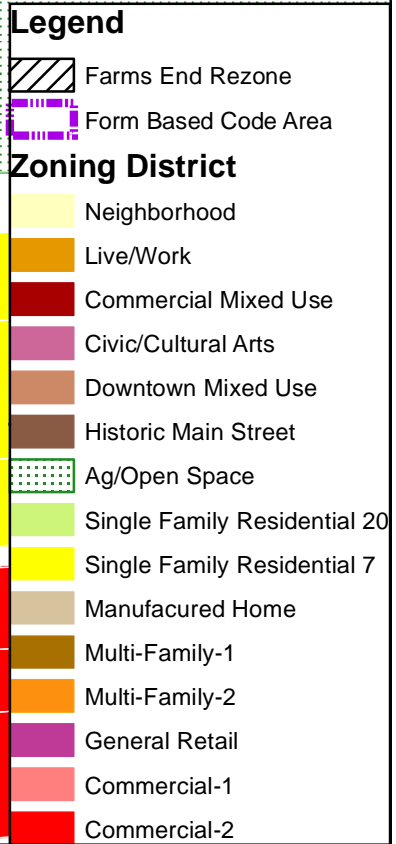 Legend
Farms End Rezone
Form Based Code Area
Zoning District
Neighborhood
Live/Work
Commercial Mixed Use
Civic/Cultural Arts
Downtown Mixed Use
Historic Main Street
Ag/Open Space
Single Family Residential 20
Single Family Residential 7
Manufacured Home
Multi-Family-1
Multi-Family-2
General Retail
Commercial-1
Commercial-2